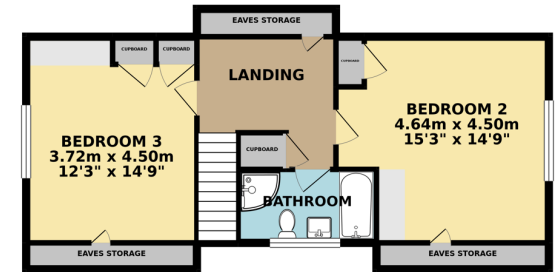 EAVES STORAGE
CUPBOARD
CUPBOARD
CUPBOARD
LANDING
BEDROOM 2
4.64m x 4.50m
15'3" x 14'9"
BEDROOM 3
3.72m x 4.50m
12'3" x 14'9"
CUPBOARD
BATHROOM
EAVES STORAGE
EAVES STORAGE